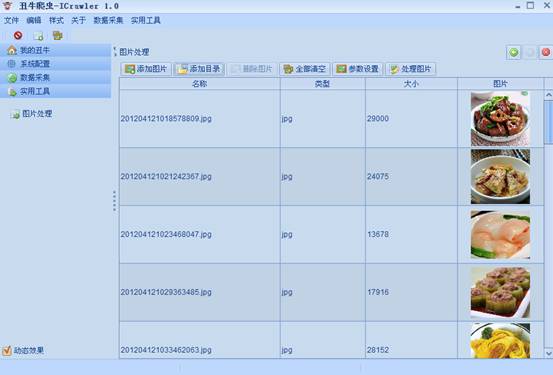 丑牛爬虫-ICrawler 1.0
文件 编辑 样式 关于 数据采集 实用工具
我的丑牛
系统配置
数据采集
实用工具
图片处理
动态效果
图片处理
添加图片 添加目录 删除图片 全部清空 参数设置 处理图片
名称 类型 大小 图片
201204121018578809.jpg jpg 29000
201204121021242367.jpg jpg 24075
201204121023468047.jpg jpg 13678
201204121029363485.jpg jpg 17916
201204121033462063.jpg jpg 28152